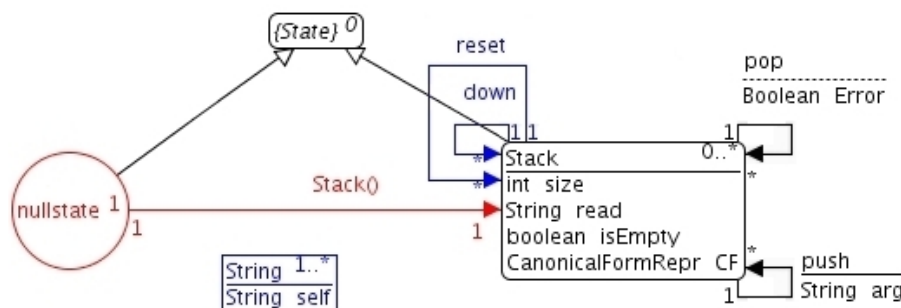 {State} 0
reset
down
pop
Boolean Error
1 1
1
Stack 0..*
*
*
*
int size
String read
boolean isEmpty
CanonicalFormRepr CF
*
Stack()
nullstate 1
1
1
push
String arg
1
String 1..*
String self